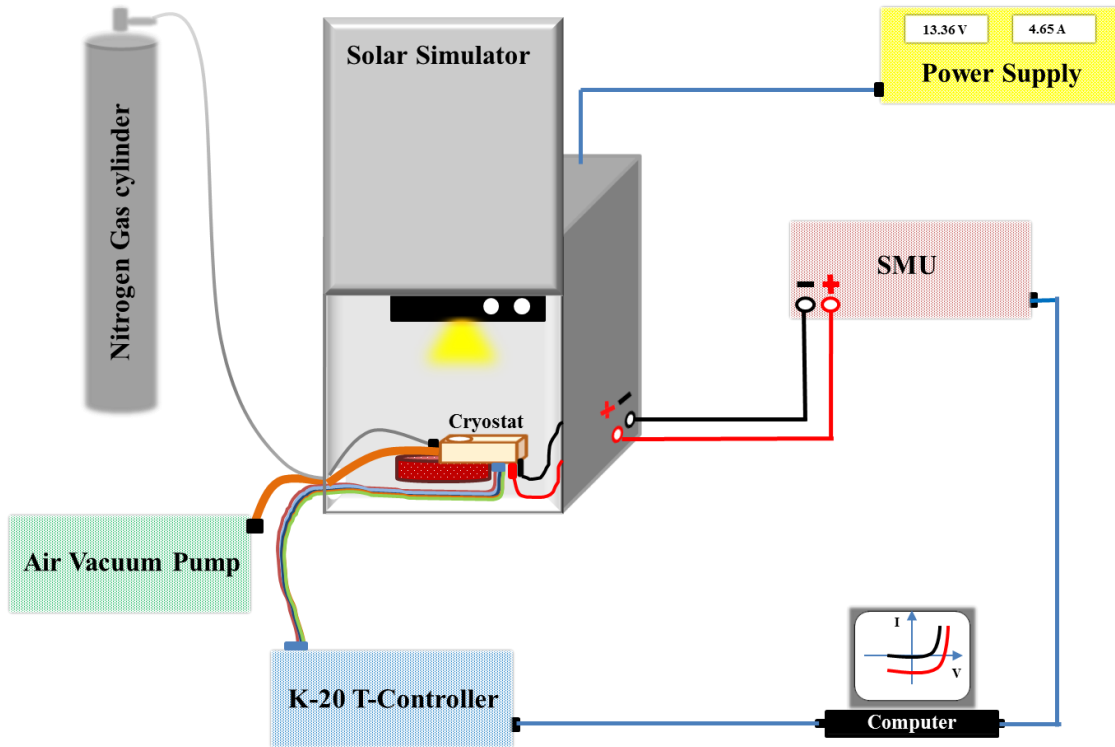 Nitrogen Gas cylinder
Solar Simulator
13.36 V
4.65 A
Power Supply
SMU
- +
+ -
Cryostat
Air Vacuum Pump
K-20 T-Controller
I
V
Computer